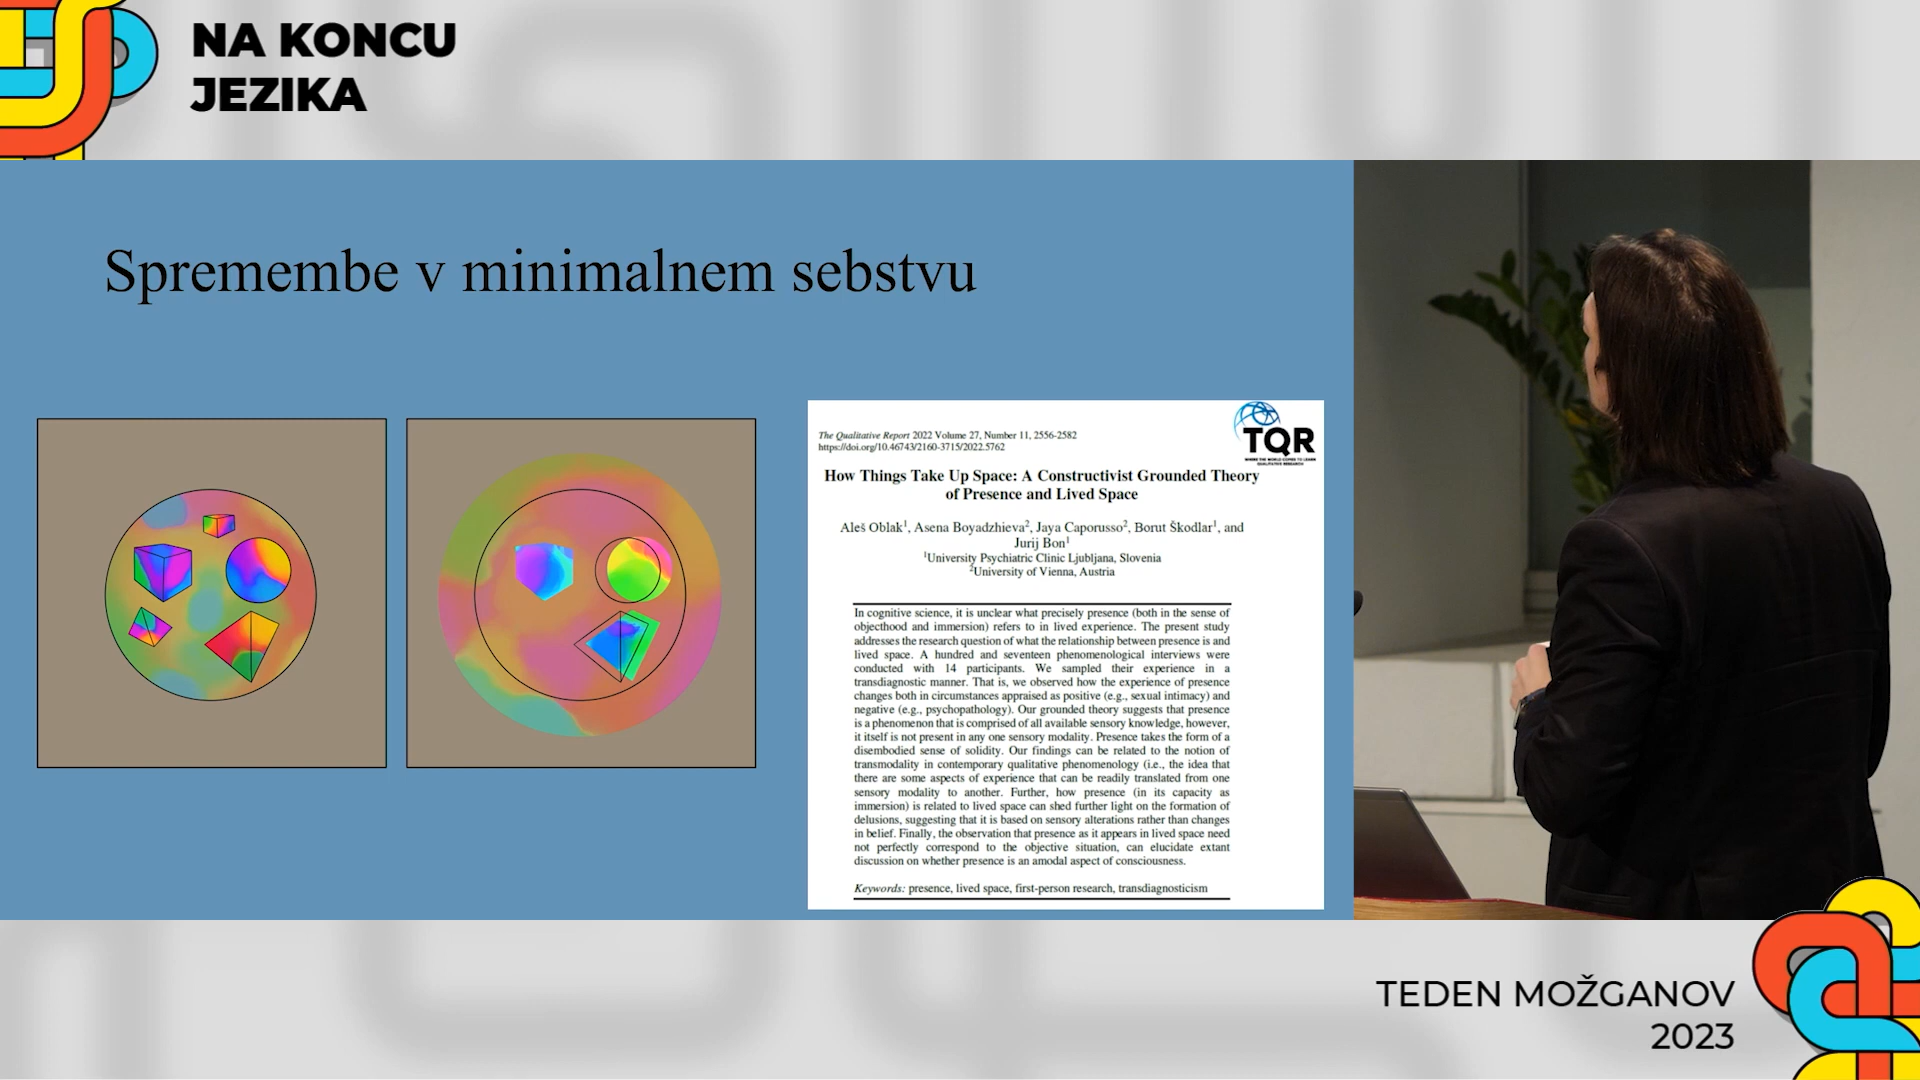 NA KONCU
JEZIKA
Spremembe v minimalnem sebstvu
The Qualitative Report 2022 Volume 27, Number 11, 2556-2582
https://doi.org/10.46743/2160-3715/2022.5762
TQR
WHERE THE WORLD COMES TO LEARN
QUALITATIVE RESEARCH
How Things Take Up Space: A Constructivist Grounded Theory
of Presence and Lived Space
Aleš Oblak1, Asena Boyadzhieva2, Jaya Caporusso2, Borut Škodlar1, and
Jurij Bon1
1University Psychiatric Clinic Ljubljana, Slovenia
2University of Vienna, Austria
In cognitive science, it is unclear what precisely presence (both in the sense of
objecthood and immersion) refers to in lived experience. The present study
addresses the research question of what the relationship between presence is and
lived space. A hundred and seventeen phenomenological interviews were
conducted with 14 participants. We sampled their experience in a
transdiagnostic manner. That is, we observed how the experience of presence
changes both in circumstances appraised as positive (e.g., sexual intimacy) and
negative (e.g., psychopathology). Our grounded theory suggests that presence
is a phenomenon that is comprised of all available sensory knowledge, however,
it itself is not present in any one sensory modality. Presence takes the form of a
disembodied sense of solidity. Our findings can be related to the notion of
transmodality in contemporary qualitative phenomenology (i.e., the idea that
there are some aspects of experience that can be readily translated from one
sensory modality to another. Further, how presence (in its capacity as
immersion) is related to lived space can shed further light on the formation of
delusions, suggesting that it is based on sensory alterations rather than changes
in belief. Finally, the observation that presence as it appears in lived space need
not perfectly correspond to the objective situation, can elucidate extant
discussion on whether presence is an amodal aspect of consciousness.
Keywords: presence, lived space, first-person research, transdiagnosticism
TEDEN MOŽGANOV
2023